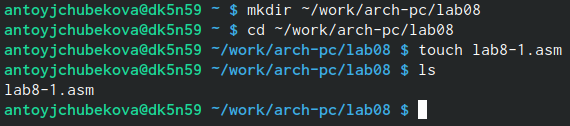 antoyjchubekova@dk5n59 ~ $ mkdir ~/work/arch-pc/lab08
antoyjchubekova@dk5n59 ~ $ cd ~/work/arch-pc/lab08
antoyjchubekova@dk5n59 ~/work/arch-pc/lab08 $ touch lab8-1.asm
antoyjchubekova@dk5n59 ~/work/arch-pc/lab08 $ ls
lab8-1.asm
antoyjchubekova@dk5n59 ~/work/arch-pc/lab08 $